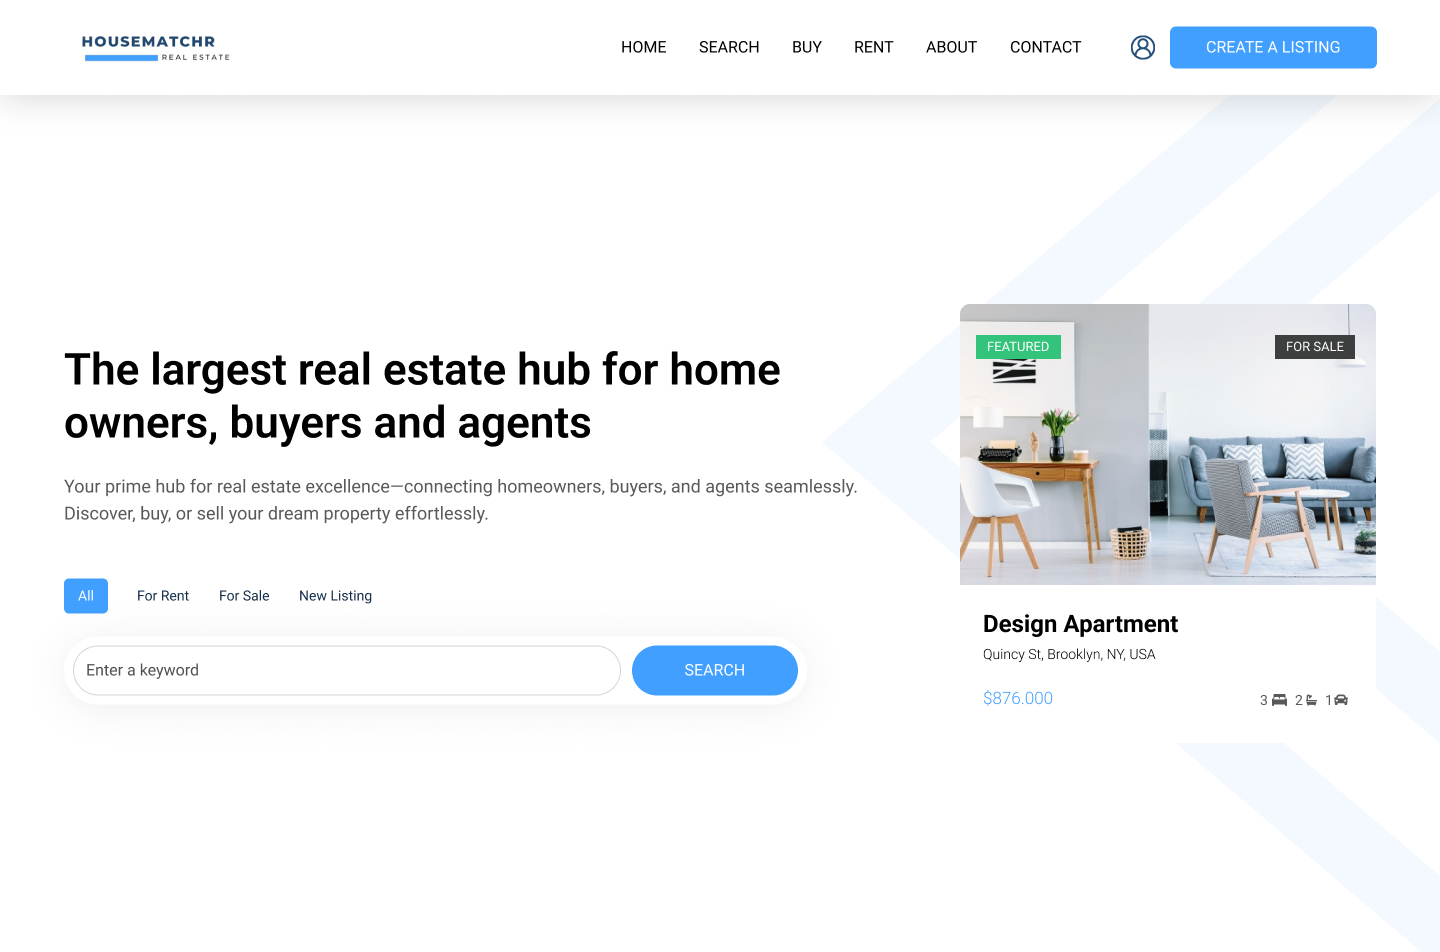 HOUSEMATCHR
REAL ESTATE
HOME SEARCH BUY RENT ABOUT CONTACT
CREATE A LISTING
The largest real estate hub for home
owners, buyers and agents
Your prime hub for real estate excellence—connecting homeowners, buyers, and agents seamlessly.
Discover, buy, or sell your dream property effortlessly.
All For Rent For Sale New Listing
Enter a keyword
SEARCH
FEATURED
FOR SALE
Design Apartment
Quincy St, Brooklyn, NY, USA
$876.000
3 2 1